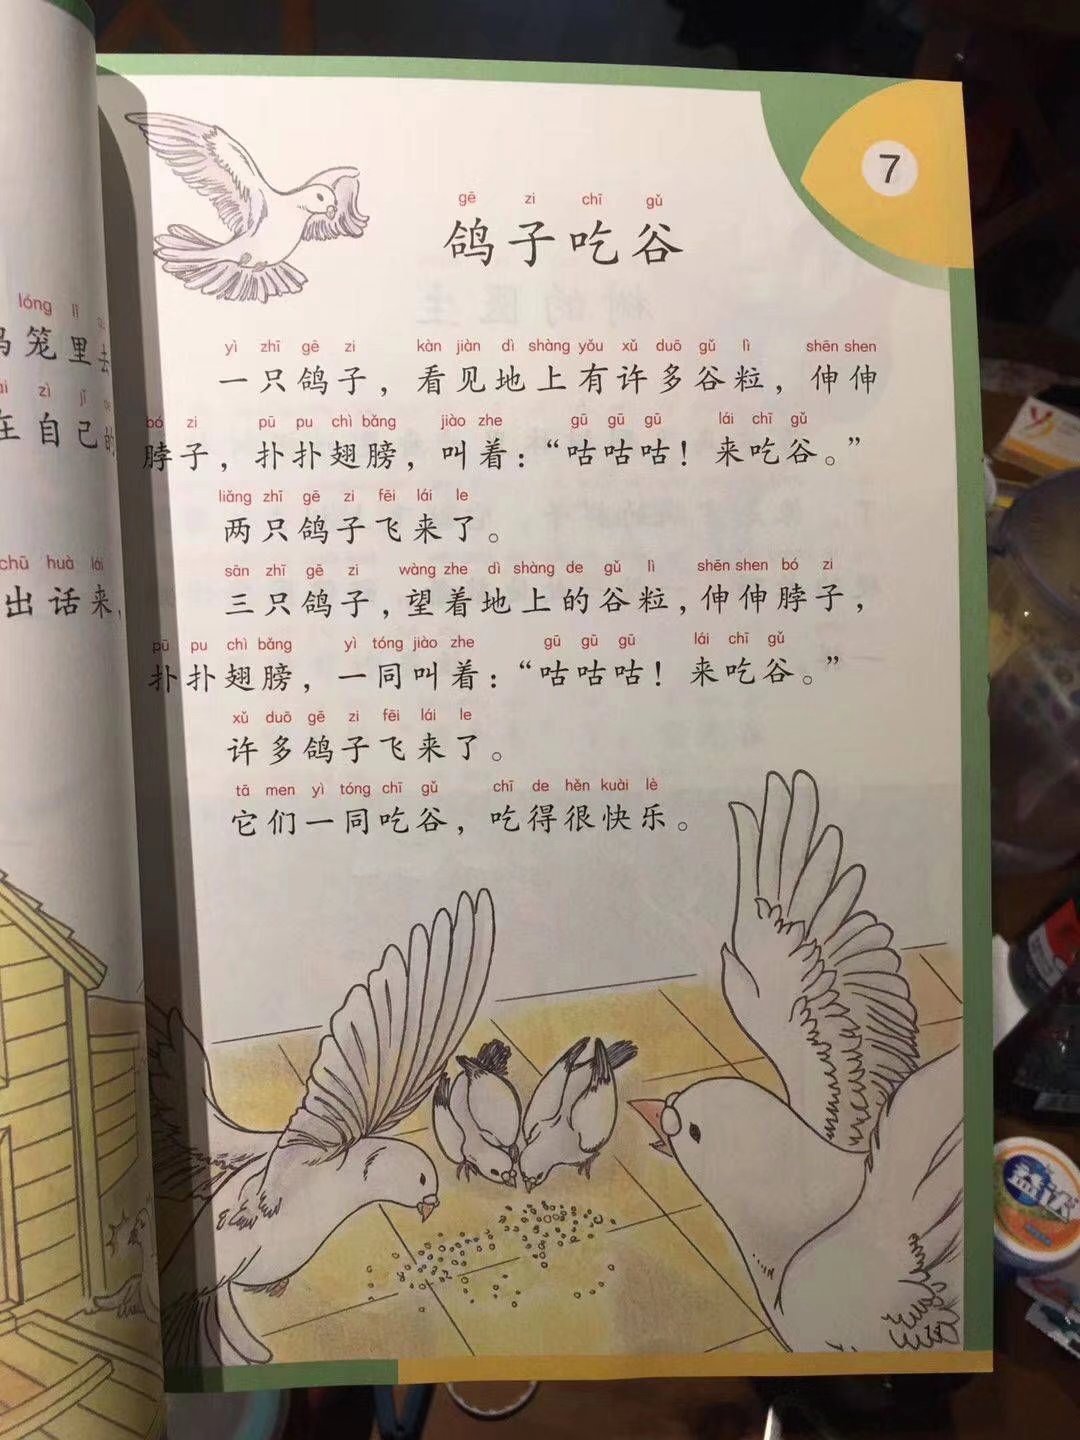 7
gē zi chī gǔ
鸽子吃谷
yì zhī gē zi kàn jiàn dì shàng yǒu xǔ duō gǔ lì shēn shen
一只鸽子，看见地上有许多谷粒，伸伸
bó zi pū pu chì bǎng jiào zhe gū gū gū lái chī gǔ
脖子，扑扑翅膀，叫着：“咕咕咕！来吃谷。”
liǎng zhī gē zi fēi lái le
两只鸽子飞来了。
sān zhī gē zi wàng zhe dì shàng de gǔ lì shēn shen bó zi
三只鸽子，望着地上的谷粒，伸伸脖子，
pū pu chì bǎng yì tóng jiào zhe gū gū gū lái chī gǔ
扑扑翅膀，一同叫着：“咕咕咕！来吃谷。”
xǔ duō gē zi fēi lái le
许多鸽子飞来了。
tā men yì tóng chī gǔ chī de hěn kuài lè
它们一同吃谷，吃得很快乐。
lóng lǐ
笼里去
zì jǐ
在自己的
chū huà lái
出话来，